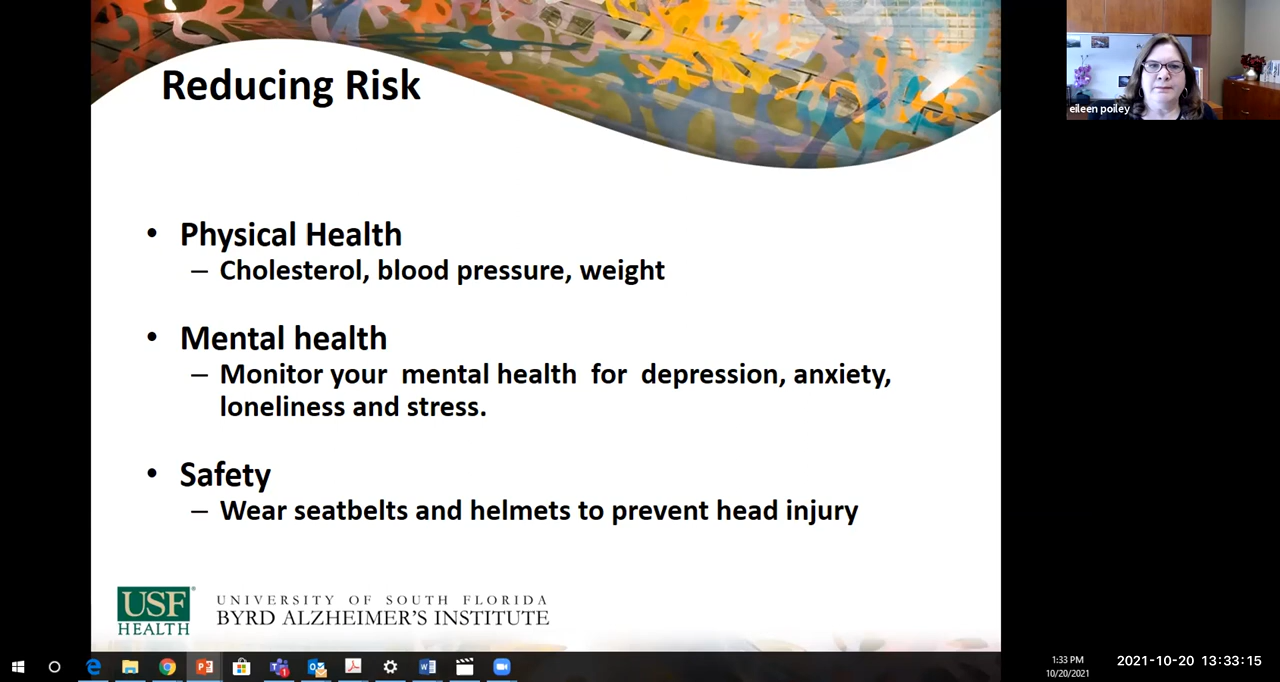 Reducing Risk
eileen poiley
• Physical Health
– Cholesterol, blood pressure, weight
• Mental health
– Monitor your mental health for depression, anxiety,
loneliness and stress.
• Safety
– Wear seatbelts and helmets to prevent head injury
USF®
HEALTH
UNIVERSITY OF SOUTH FLORIDA
BYRD ALZHEIMER'S INSTITUTE
1:33 PM
10/20/2021
2021-10-20 13:33:15